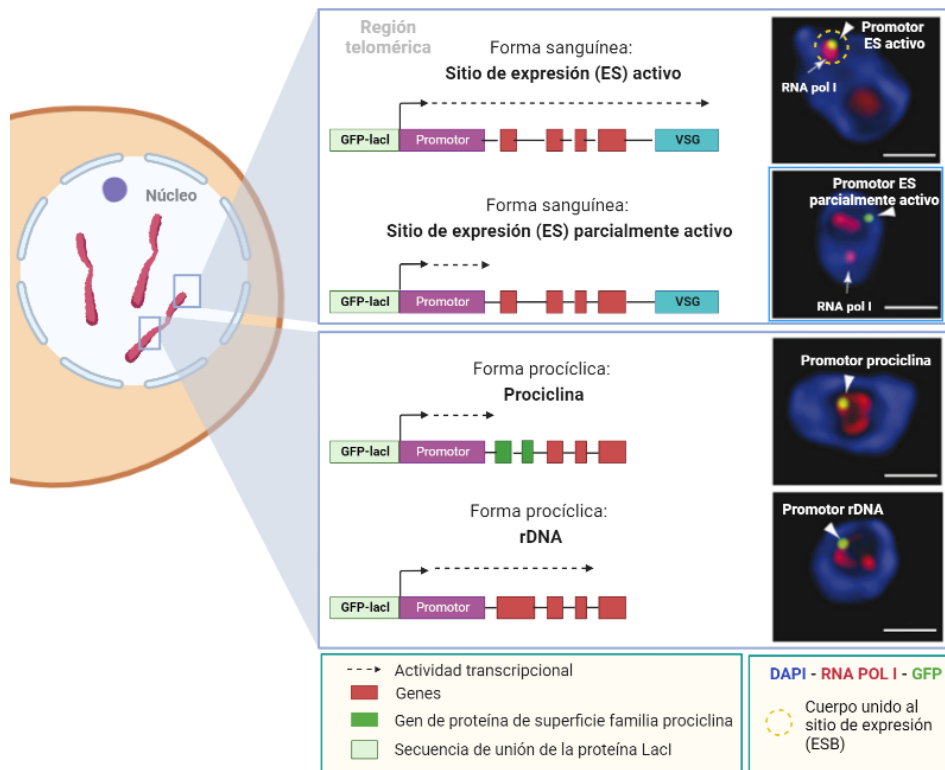 Región
telomérica
Forma sanguínea:
Sitio de expresión (ES) activo
GFP-lacI
Promotor
VSG
Promotor
ES activo
RNA pol I
Núcleo
Forma sanguínea:
Sitio de expresión (ES) parcialmente activo
GFP-lacI
Promotor
VSG
Promotor ES
parcialmente activo
RNA pol I
Forma procíclica:
Prociclina
GFP-lacI
Promotor
Promotor prociclina
Forma procíclica:
rDNA
GFP-lacI
Promotor
Promotor rDNA
Actividad transcripcional
Genes
Gen de proteína de superficie familia prociclina
Secuencia de unión de la proteína LacI
DAPI - RNA POL I - GFP
Cuerpo unido al
sitio de expresión
(ESB)